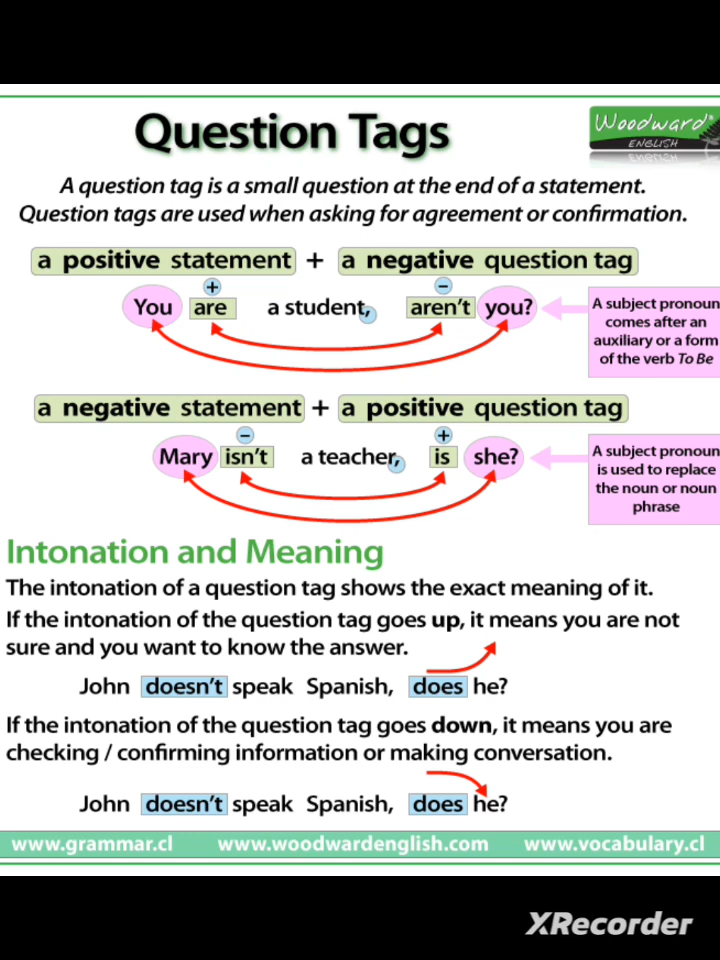 Question Tags
Woodward®
ENGLISH
A question tag is a small question at the end of a statement.
Question tags are used when asking for agreement or confirmation.
a positive statement + a negative question tag
+ −
You are a student, aren't you?
A subject pronoun
comes after an
auxiliary or a form
of the verb To Be
a negative statement + a positive question tag
− +
Mary isn't a teacher, is she?
A subject pronoun
is used to replace
the noun or noun
phrase
Intonation and Meaning
The intonation of a question tag shows the exact meaning of it.
If the intonation of the question tag goes up, it means you are not
sure and you want to know the answer.
John doesn't speak Spanish, does he?
If the intonation of the question tag goes down, it means you are
checking / confirming information or making conversation.
John doesn't speak Spanish, does he?
www.grammar.cl www.woodwardenglish.com www.vocabulary.cl
XRecorder